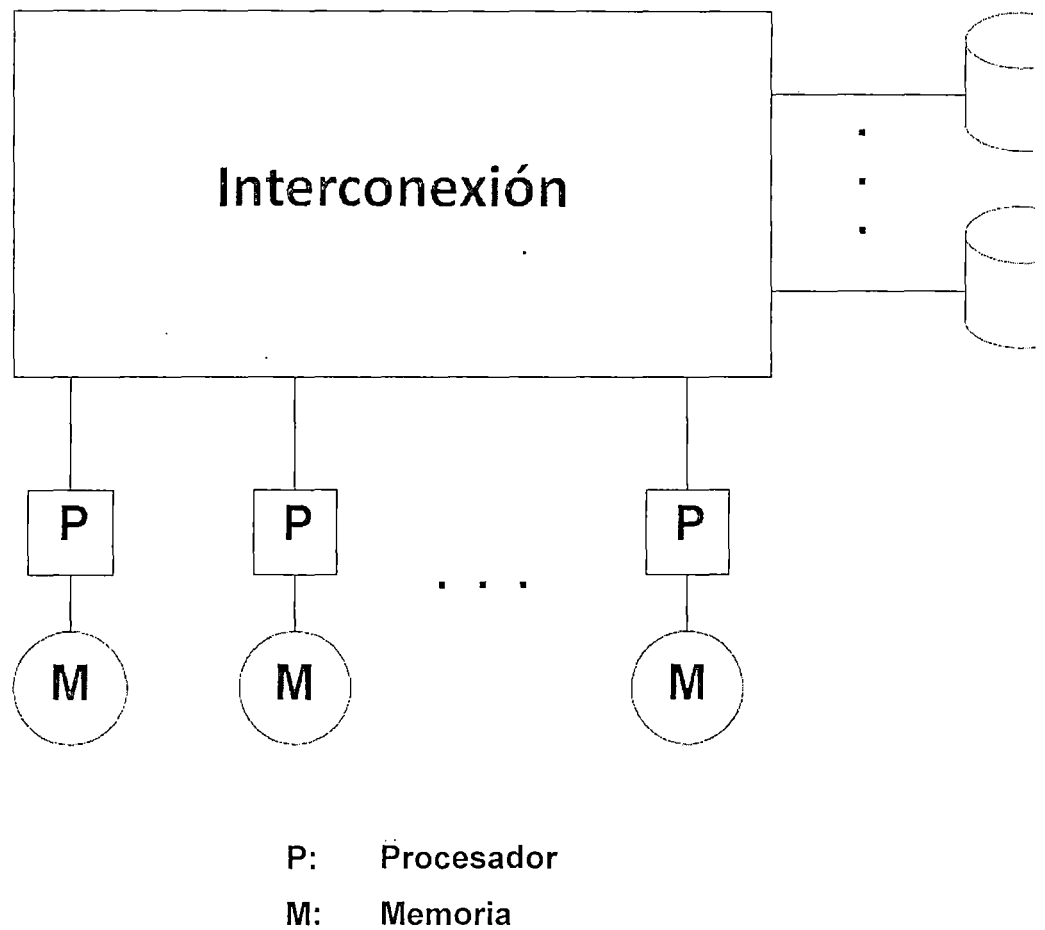 Interconexión
P P P
. . .
M M M
P: Procesador
M: Memoria